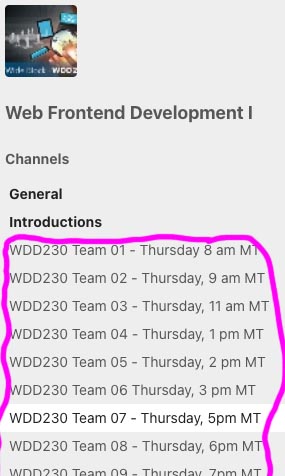 Wide Block - WDD2
Web Frontend Development I
Channels
General
Introductions
WDD230 Team 01 - Thursday 8 am MT
WDD230 Team 02 - Thursday, 9 am MT
WDD230 Team 03 - Thursday, 11 am MT
WDD230 Team 04 - Thursday, 1 pm MT
WDD230 Team 05 - Thursday, 2 pm MT
WDD230 Team 06 Thursday, 3 pm MT
WDD230 Team 07 - Thursday, 5pm MT
WDD230 Team 08 - Thursday, 6pm MT
WDD230 Team 09 - Thursday, 7pm MT